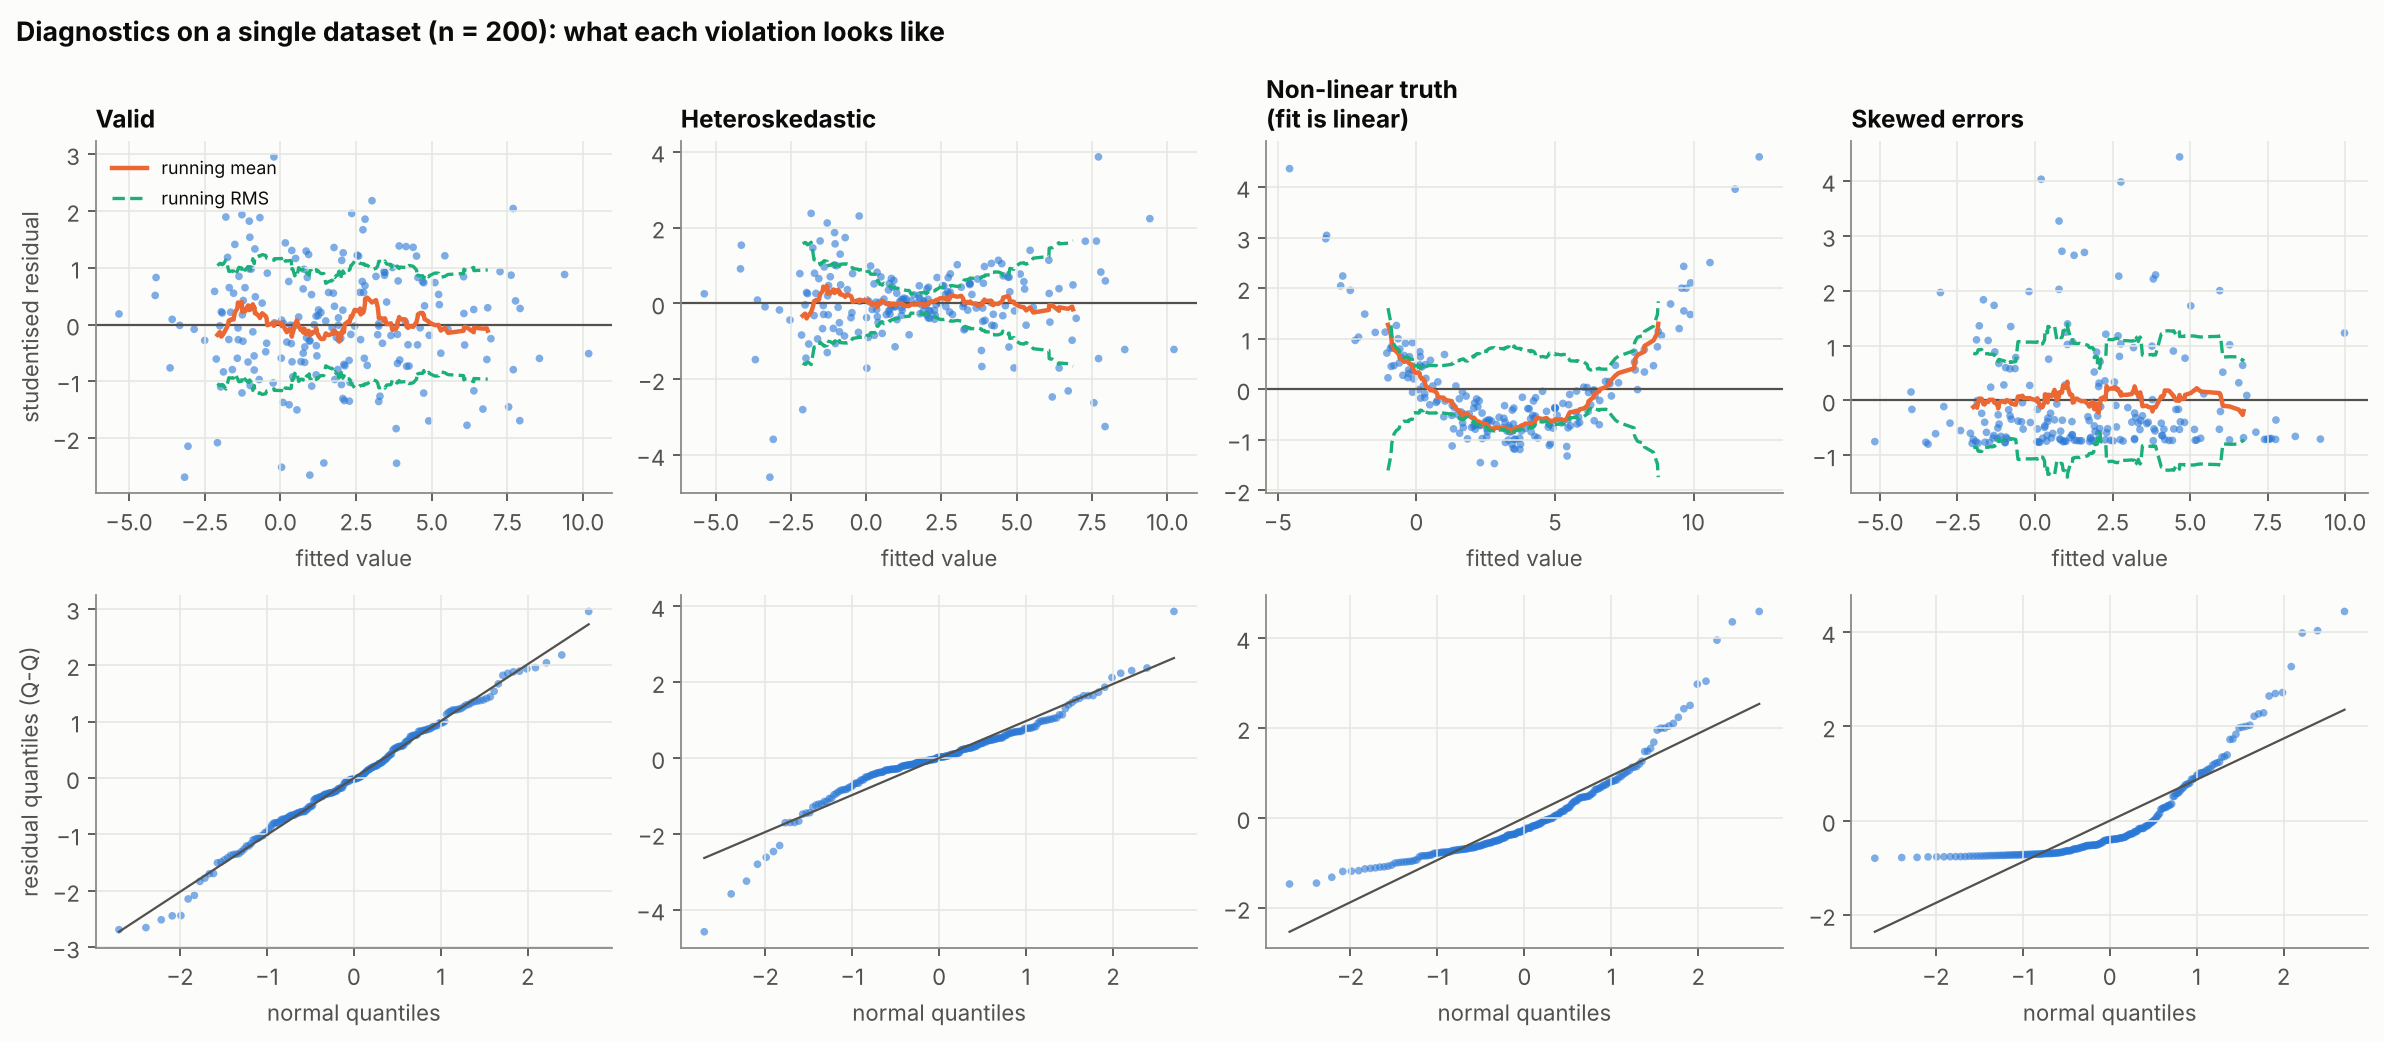 Diagnostics on a single dataset (n = 200): what each violation looks like
Valid
running mean
running RMS
studentised residual
3
2
1
0
−1
−2
−5.0 −2.5 0.0 2.5 5.0 7.5 10.0
fitted value
Heteroskedastic
4
2
0
−2
−4
−5.0 −2.5 0.0 2.5 5.0 7.5 10.0
fitted value
Non-linear truth
(fit is linear)
4
3
2
1
0
−1
−2
−5 0 5 10
fitted value
Skewed errors
4
3
2
1
0
−1
−5.0 −2.5 0.0 2.5 5.0 7.5 10.0
fitted value
residual quantiles (Q-Q)
3
2
1
0
−1
−2
−3
−2 −1 0 1 2
normal quantiles
4
2
0
−2
−4
−2 −1 0 1 2
normal quantiles
4
2
0
−2
−2 −1 0 1 2
normal quantiles
4
2
0
−2
−2 −1 0 1 2
normal quantiles